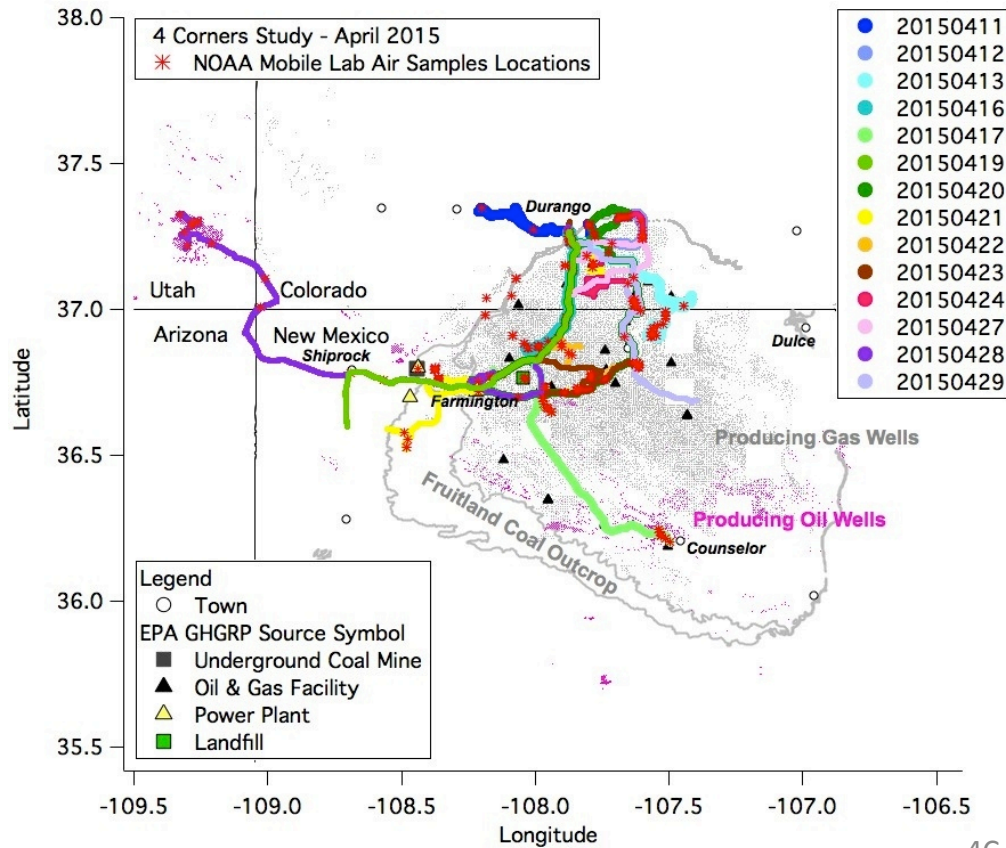 38.0
37.5
37.0
36.5
36.0
35.5
Latitude
4 Corners Study - April 2015
NOAA Mobile Lab Air Samples Locations
20150411
20150412
20150413
20150416
20150417
20150419
20150420
20150421
20150422
20150423
20150424
20150427
20150428
20150429
Durango
Utah
Colorado
Arizona
New Mexico
Shiprock
Dulce
Farmington
Producing Gas Wells
Fruitland Coal Outcrop
Producing Oil Wells
Counselor
Legend
Town
EPA GHGRP Source Symbol
Underground Coal Mine
Oil & Gas Facility
Power Plant
Landfill
-109.5
-109.0
-108.5
-108.0
-107.5
-107.0
-106.5
Longitude